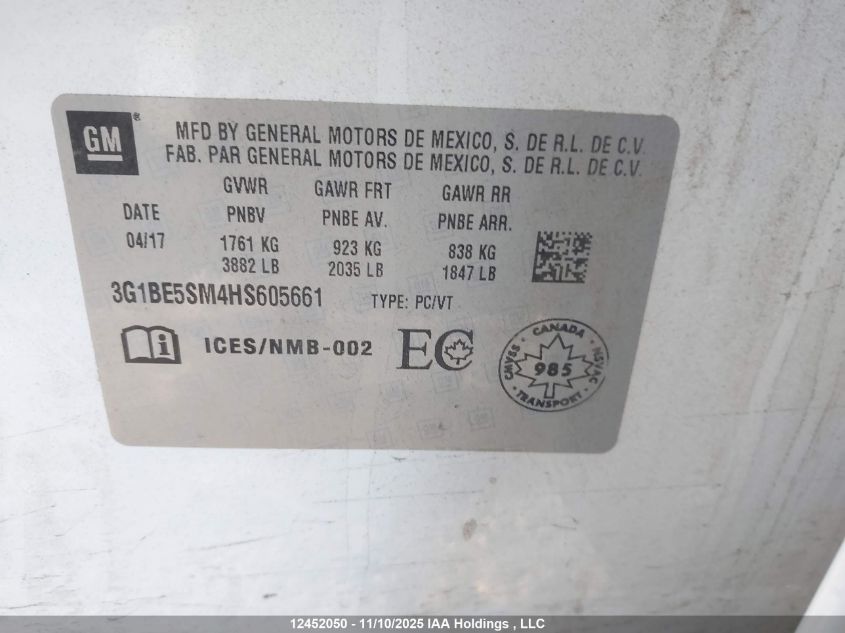 GM ®
MFD BY GENERAL MOTORS DE MEXICO, S. DE R.L. DE C.V.
FAB. PAR GENERAL MOTORS DE MEXICO, S. DE R.L. DE C.V.
GVWR GAWR FRT GAWR RR
DATE PNBV PNBE AV. PNBE ARR.
04/17 1761 KG 923 KG 838 KG
3882 LB 2035 LB 1847 LB
3G1BE5SM4HS605661 TYPE: PC/VT
i ICES/NMB-002 EC
CANADA
CMVSS 985 NSVAC
TRANSPORT
12452050 - 11/10/2025 IAA Holdings , LLC